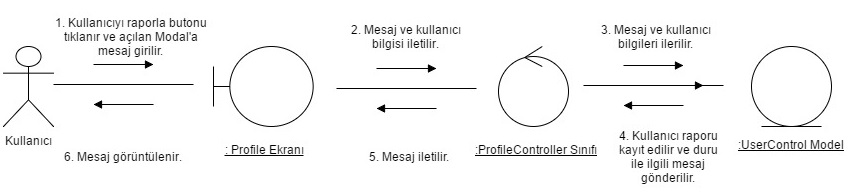 1. Kullanıcıyı raporla butonu
tıklanır ve açılan Modal'a
mesaj girilir.
2. Mesaj ve kullanıcı
bilgisi iletilir.
3. Mesaj ve kullanıcı
bilgileri ilerilir.
Kullanıcı
6. Mesaj görüntülenir.
: Profile Ekranı
5. Mesaj iletilir.
:ProfileController Sınıfı
4. Kullanıcı raporu
kayıt edilir ve duru
ile ilgili mesaj
gönderilir.
:UserControl Model